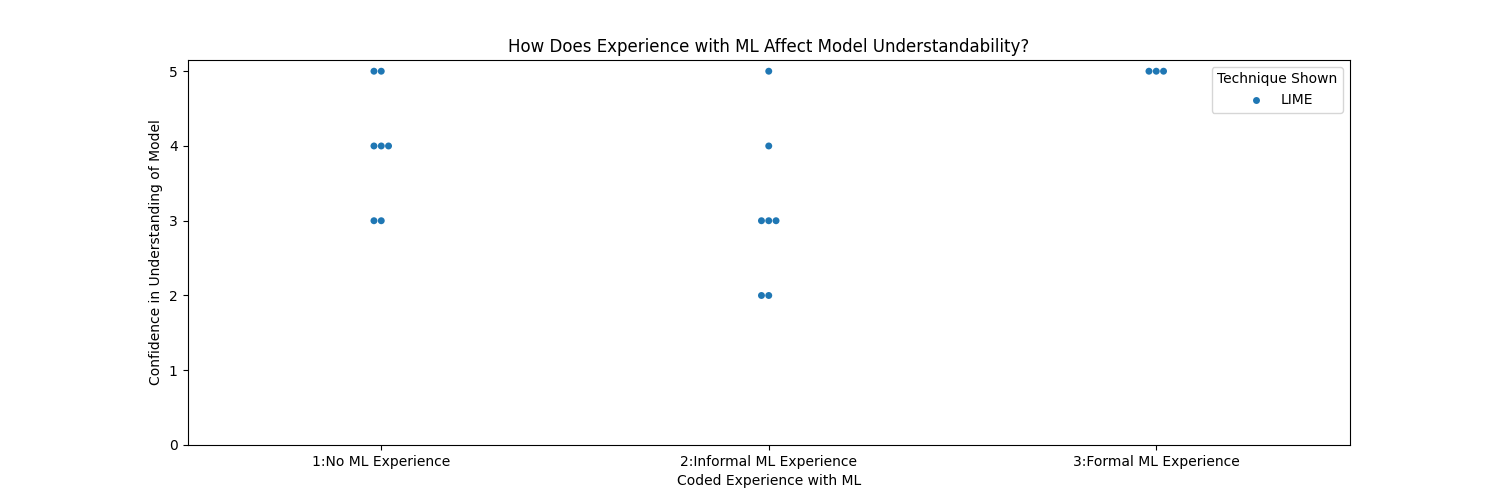 How Does Experience with ML Affect Model Understandability?
Technique Shown
LIME
Confidence in Understanding of Model
5
4
3
2
1
0
1:No ML Experience
2:Informal ML Experience
3:Formal ML Experience
Coded Experience with ML